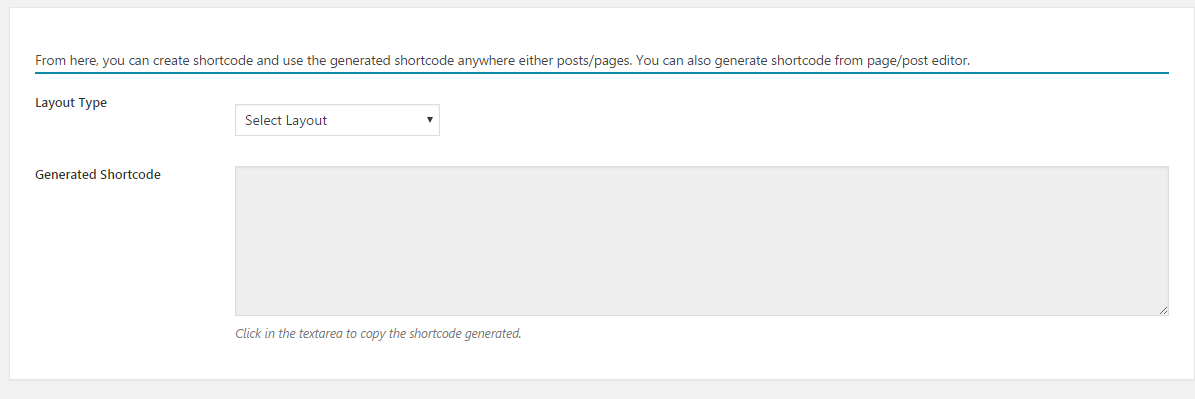 From here, you can create shortcode and use the generated shortcode anywhere either posts/pages. You can also generate shortcode from page/post editor.
Layout Type
Select Layout
Generated Shortcode
Click in the textarea to copy the shortcode generated.